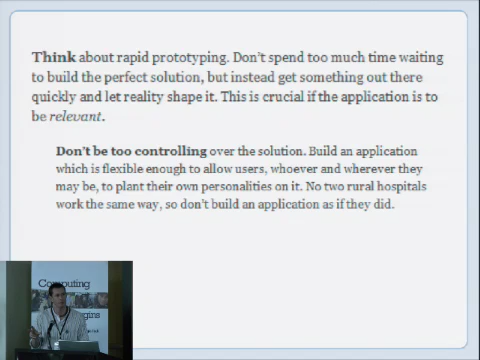 Think about rapid prototyping. Don't spend too much time waiting
to build the perfect solution, but instead get something out there
quickly and let reality shape it. This is crucial if the application is to
be relevant.
Don't be too controlling over the solution. Build an application
which is flexible enough to allow users, whoever and wherever they
may be, to plant their own personalities on it. No two rural hospitals
work the same way, so don't build an application as if they did.
Computing